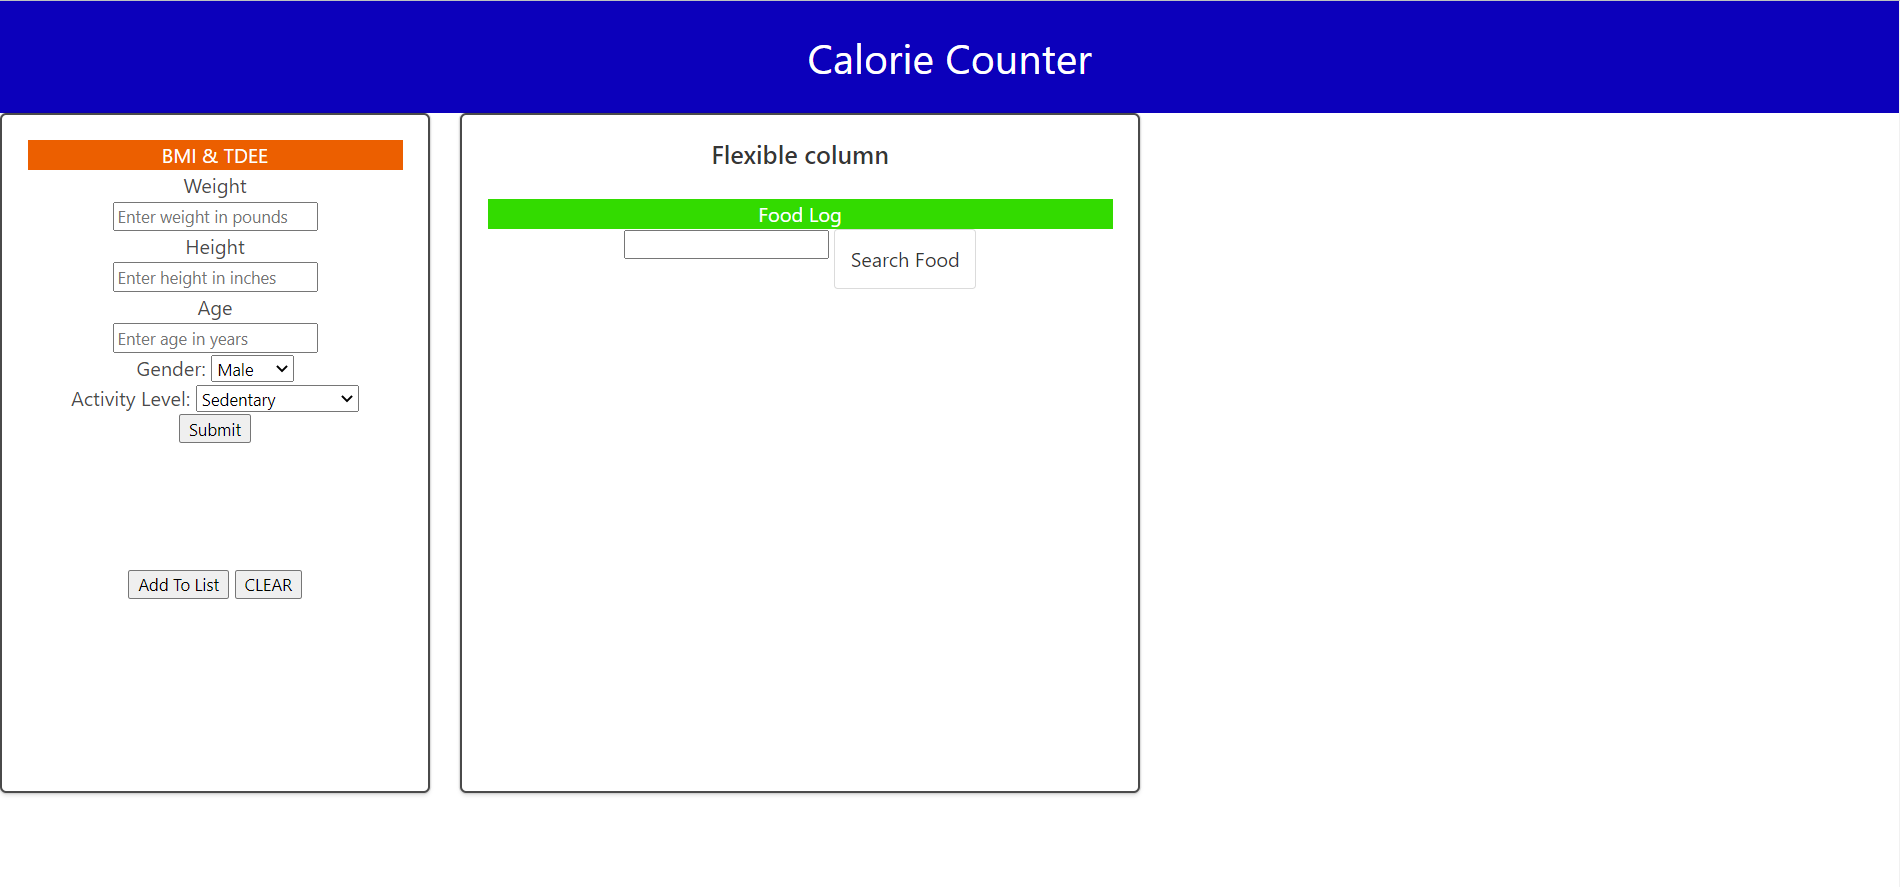 Calorie Counter
BMI & TDEE
Weight
Enter weight in pounds
Height
Enter height in inches
Age
Enter age in years
Gender: Male
Activity Level: Sedentary
Submit
Add To List CLEAR
Flexible column
Food Log
Search Food